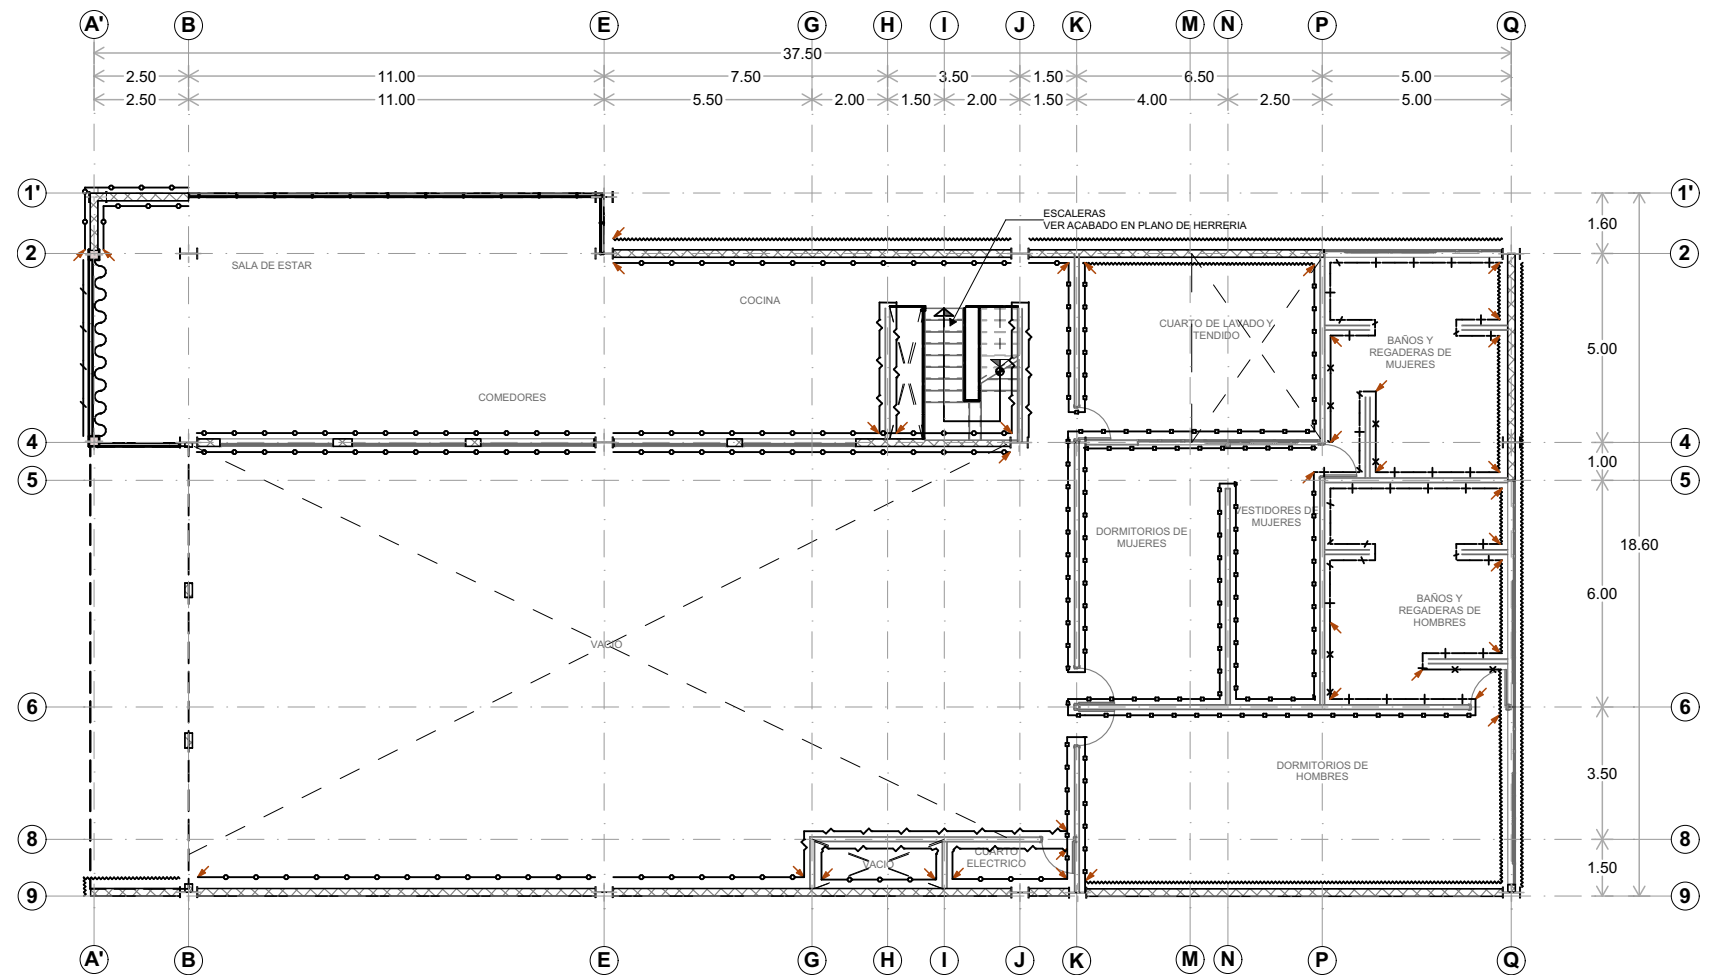 A' B E G H I J K M N P Q
37.50
2.50 11.00 7.50 3.50 1.50 6.50 5.00
2.50 11.00 5.50 2.00 1.50 2.00 1.50 4.00 2.50 5.00
1' 1'
ESCALERAS
VER ACABADO EN PLANO DE HERRERIA
1.60
2 2
SALA DE ESTAR
COCINA
CUARTO DE LAVADO Y
TENDIDO
BAÑOS Y
REGADERAS DE
MUJERES
5.00
COMEDORES
4 4
1.00
5 5
VESTIDORES DE
MUJERES
DORMITORIOS DE
MUJERES
18.60
6.00
BAÑOS Y
REGADERAS DE
HOMBRES
VACIO
6 6
DORMITORIOS DE
HOMBRES
3.50
8 8
CUARTO
ELECTRICO
VACIO
1.50
9 9
A' B E G H I J K M N P Q